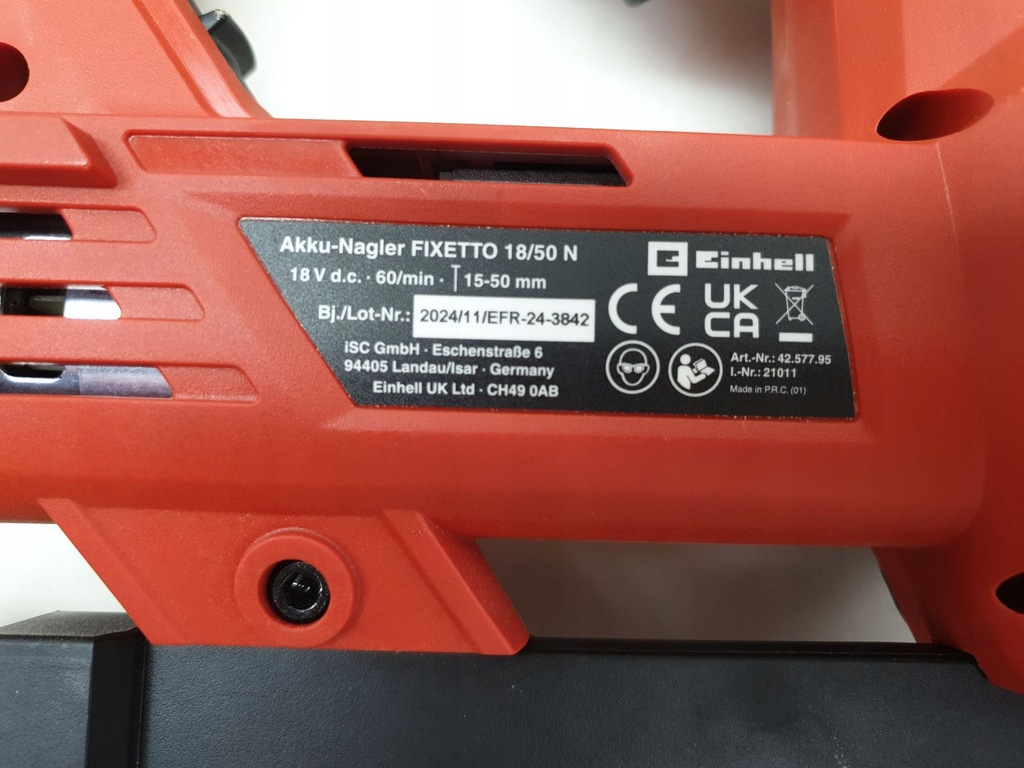 Akku-Nagler FIXETTO 18/50 N
18 V d.c. · 60/min · 15-50 mm
Bj./Lot-Nr.: 2024/11/EFR-24-3842
iSC GmbH · Eschenstraße 6
94405 Landau/Isar · Germany
Einhell UK Ltd · CH49 0AB
Einhell
CE
UK
CA
Art.-Nr.: 42.577.95
I.-Nr.: 21011
Made in P.R.C. (01)